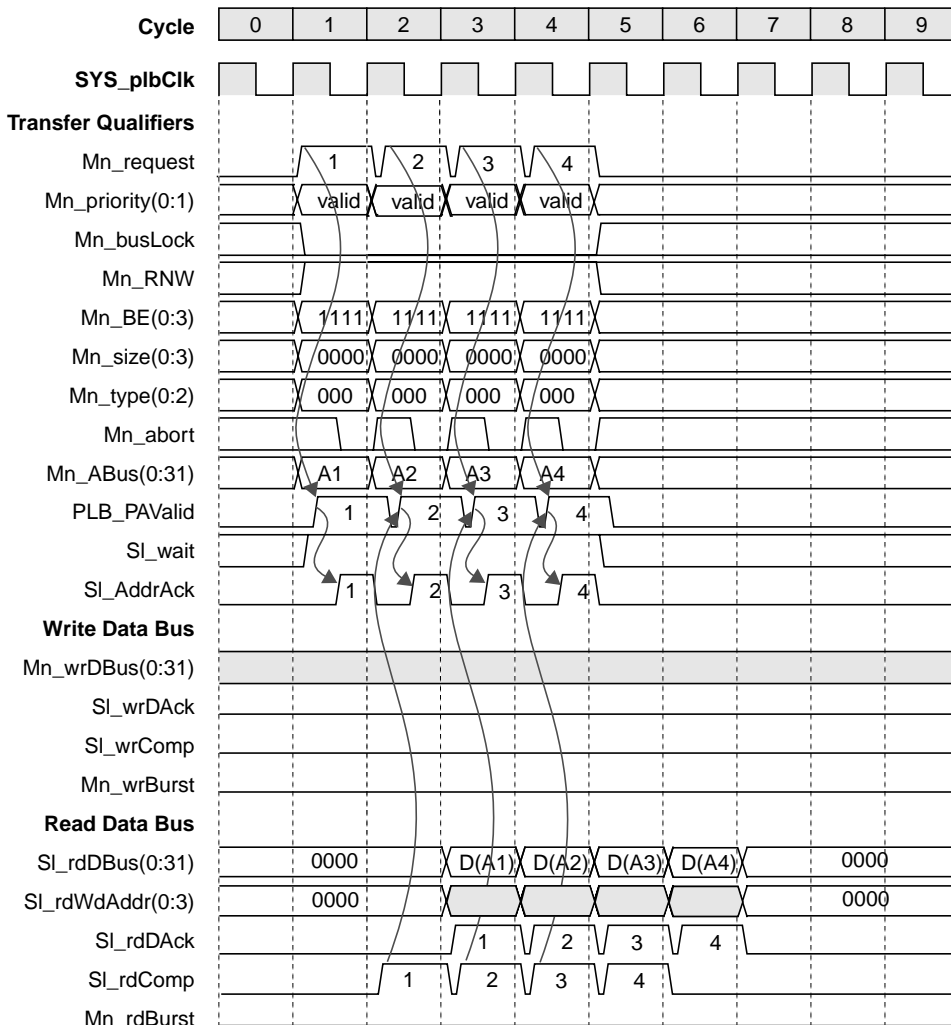 Cycle 0 1 2 3 4 5 6 7 8 9
SYS_plbClk
Transfer Qualifiers
Mn_request 1 2 3 4
Mn_priority(0:1) valid valid valid valid
Mn_busLock
Mn_RNW
Mn_BE(0:3) 1111 1111 1111 1111
Mn_size(0:3) 0000 0000 0000 0000
Mn_type(0:2) 000 000 000 000
Mn_abort
Mn_ABus(0:31) A1 A2 A3 A4
PLB_PAValid 1 2 3 4
Sl_wait
Sl_AddrAck 1 2 3 4
Write Data Bus
Mn_wrDBus(0:31)
Sl_wrDAck
Sl_wrComp
Mn_wrBurst
Read Data Bus
Sl_rdDBus(0:31) 0000 D(A1) D(A2) D(A3) D(A4) 0000
Sl_rdWdAddr(0:3) 0000 0000
Sl_rdDAck 1 2 3 4
Sl_rdComp 1 2 3 4
Mn_rdBurst